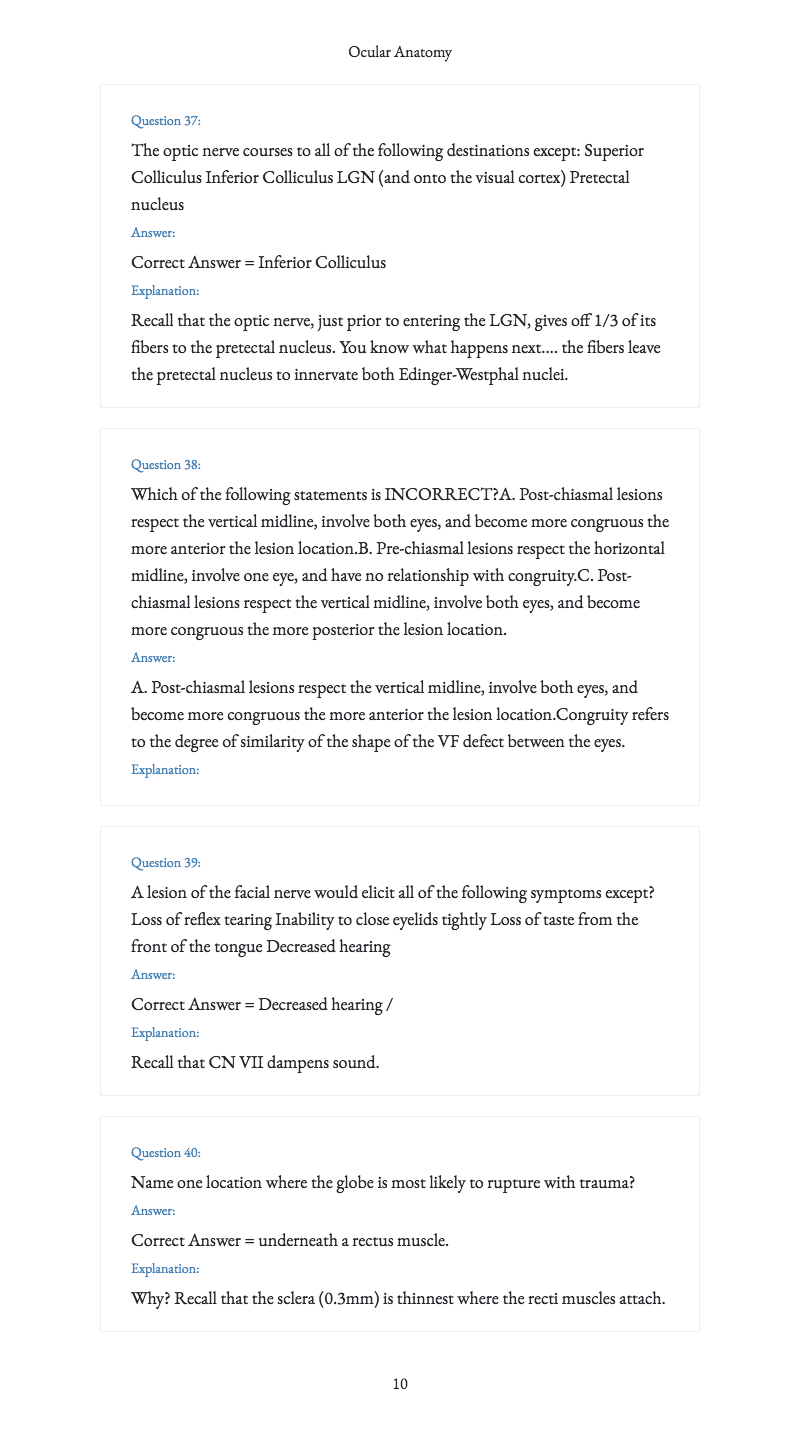 Ocular Anatomy
Question 37:
The optic nerve courses to all of the following destinations except: Superior
Colliculus Inferior Colliculus LGN (and onto the visual cortex) Pretectal
nucleus
Answer:
Correct Answer = Inferior Colliculus
Explanation:
Recall that the optic nerve, just prior to entering the LGN, gives off 1/3 of its
fibers to the pretectal nucleus. You know what happens next.... the fibers leave
the pretectal nucleus to innervate both Edinger-Westphal nuclei.
Question 38:
Which of the following statements is INCORRECT?A. Post-chiasmal lesions
respect the vertical midline, involve both eyes, and become more congruous the
more anterior the lesion location.B. Pre-chiasmal lesions respect the horizontal
midline, involve one eye, and have no relationship with congruity.C. Post-
chiasmal lesions respect the vertical midline, involve both eyes, and become
more congruous the more posterior the lesion location.
Answer:
A. Post-chiasmal lesions respect the vertical midline, involve both eyes, and
become more congruous the more anterior the lesion location.Congruity refers
to the degree of similarity of the shape of the VF defect between the eyes.
Explanation:
Question 39:
A lesion of the facial nerve would elicit all of the following symptoms except?
Loss of reflex tearing Inability to close eyelids tightly Loss of taste from the
front of the tongue Decreased hearing
Answer:
Correct Answer = Decreased hearing /
Explanation:
Recall that CN VII dampens sound.
Question 40:
Name one location where the globe is most likely to rupture with trauma?
Answer:
Correct Answer = underneath a rectus muscle.
Explanation:
Why? Recall that the sclera (0.3mm) is thinnest where the recti muscles attach.
10